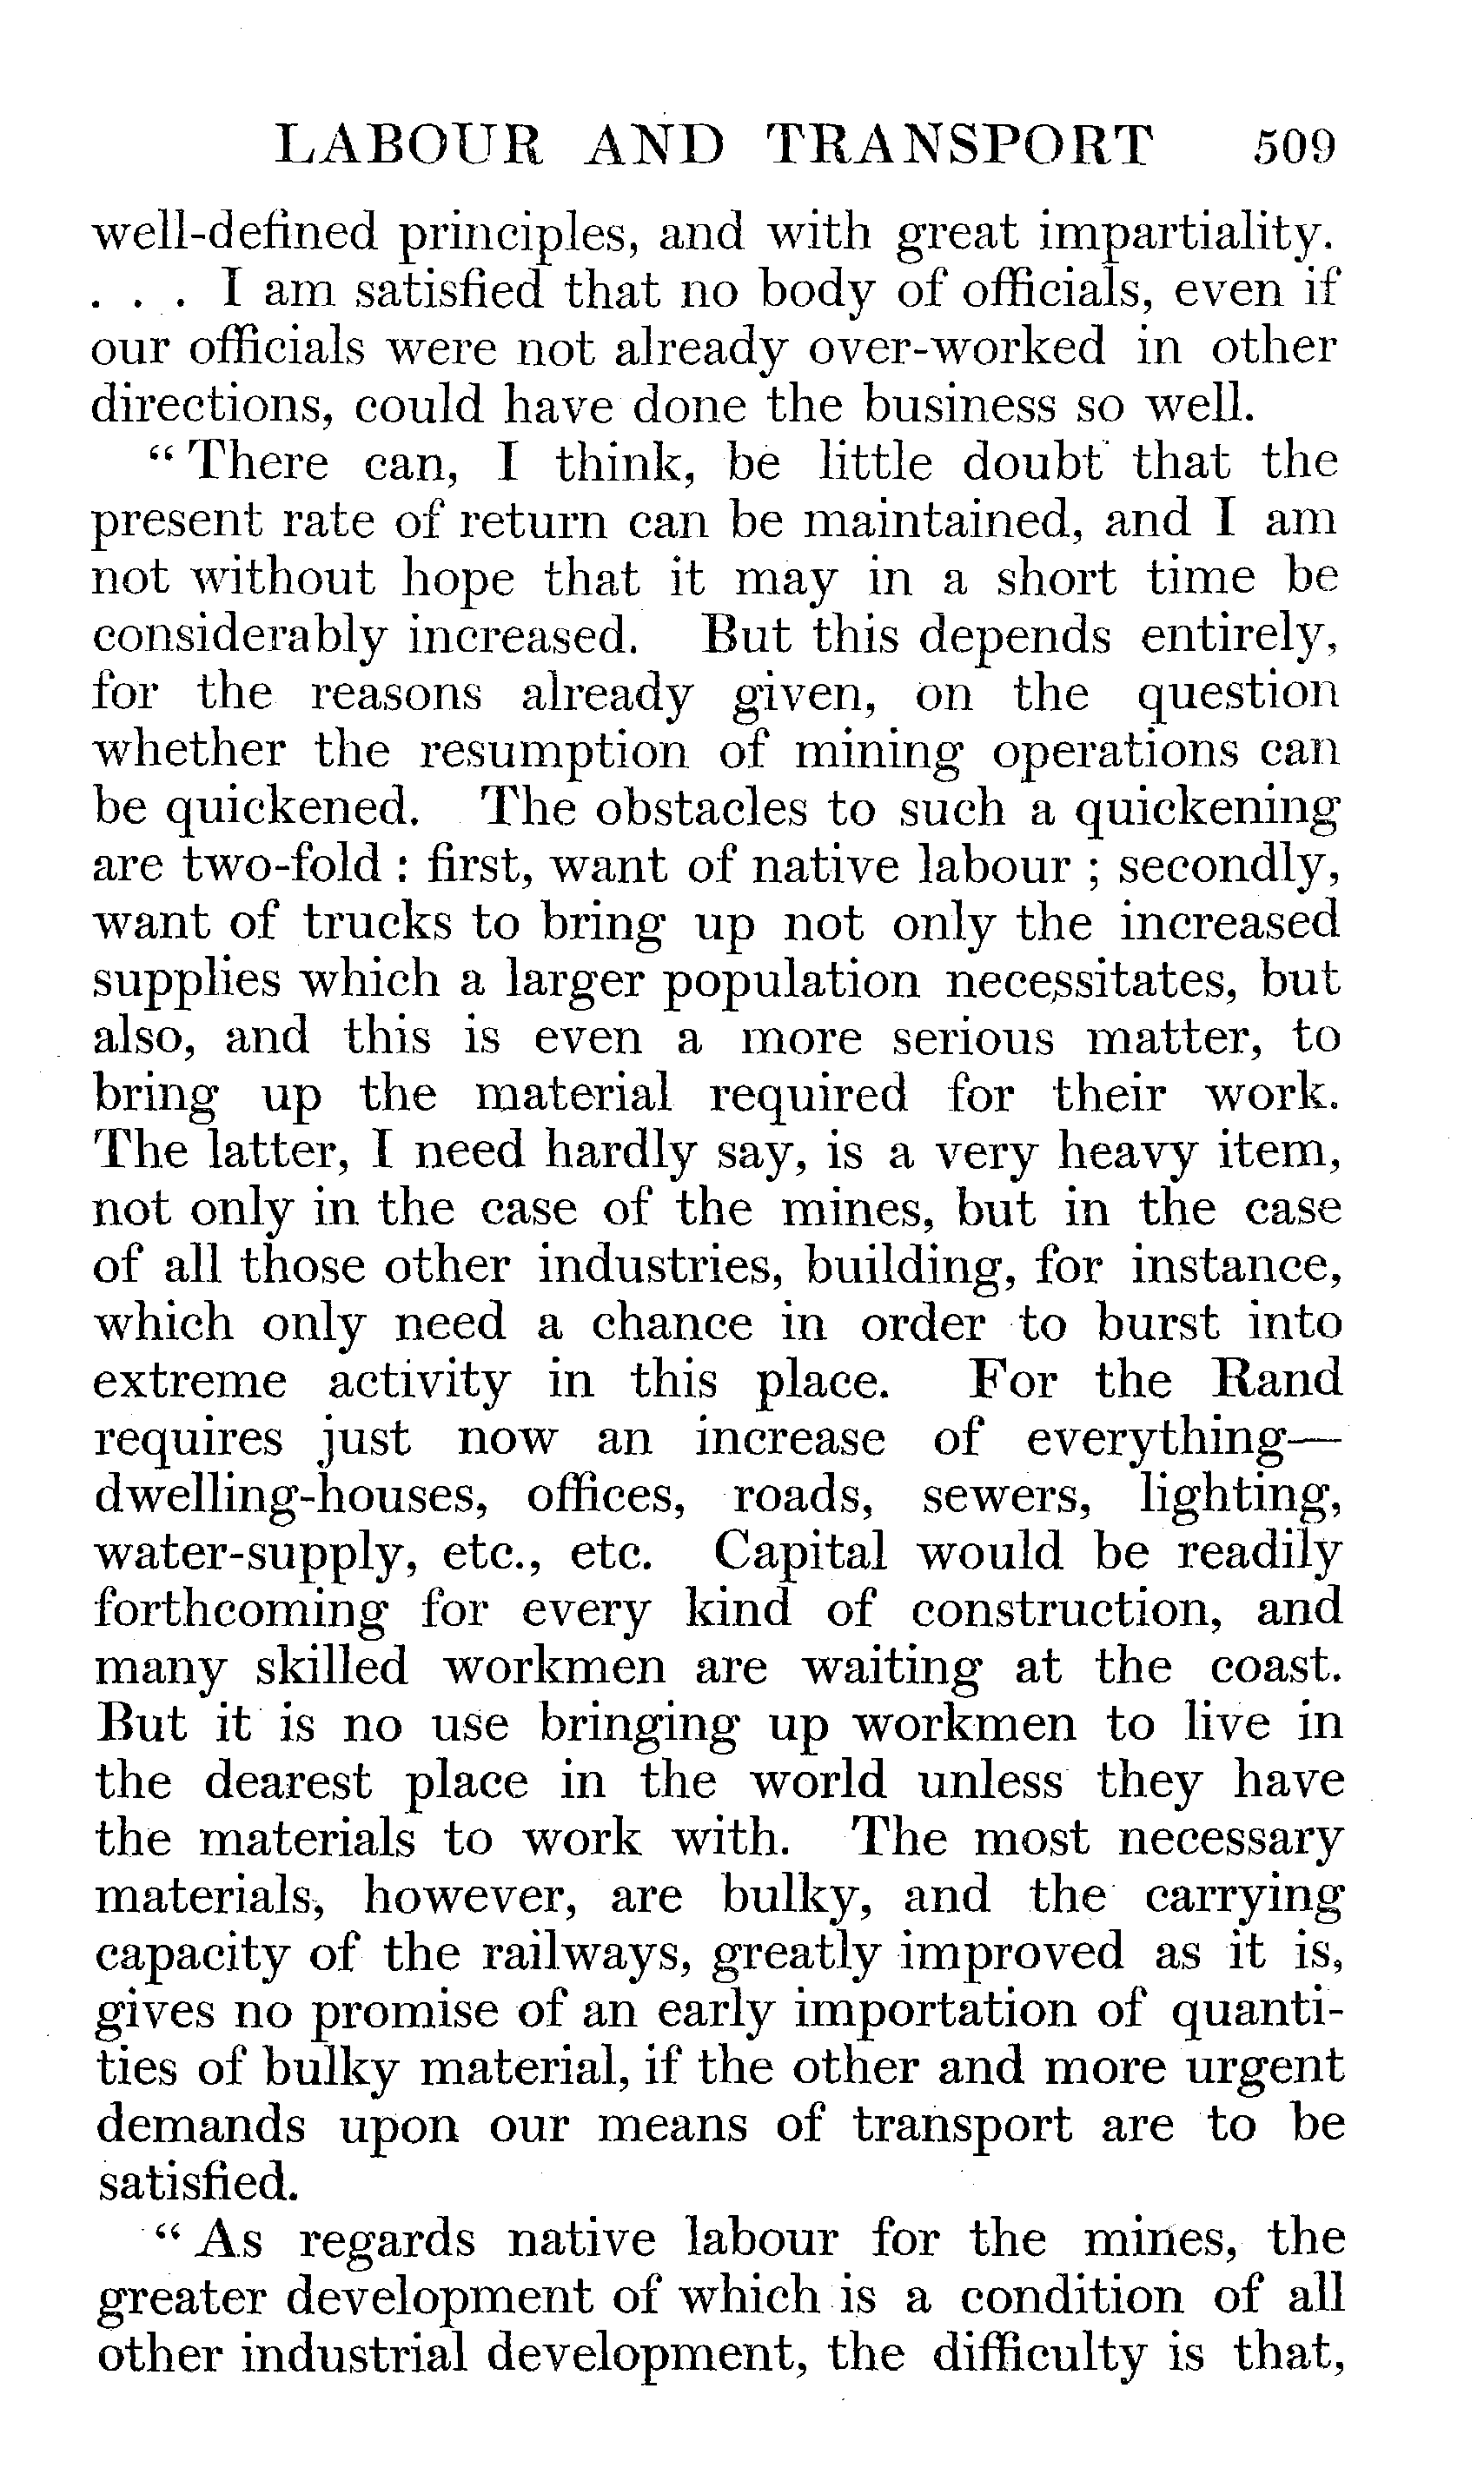 LABOUR AND TRANSPORT 509
well-defined principles, and with great impartiality.
. . . I am satisfied that no body of officials, even if
our officials were not already over-worked in other
directions, could have done the business so well.
“ There can, I think, be little doubt that the
present rate of return can be maintained, and I am
not without hope that it may in a short time be
considerably increased. But this depends entirely,
for the reasons already given, on the question
whether the resumption of mining operations can
be quickened. The obstacles to such a quickening
are two-fold : first, want of native labour ; secondly,
want of trucks to bring up not only the increased
supplies which a larger population necessitates, but
also, and this is even a more serious matter, to
bring up the material required for their work.
The latter, I need hardly say, is a very heavy item,
not only in the case of the mines, but in the case
of all those other industries, building, for instance,
which only need a chance in order to burst into
extreme activity in this place. For the Rand
requires just now an increase of everything—
dwelling-houses, offices, roads, sewers, lighting,
water-supply, etc., etc. Capital would be readily
forthcoming for every kind of construction, and
many skilled workmen are waiting at the coast.
But it is no use bringing up workmen to live in
the dearest place in the world unless they have
the materials to work with. The most necessary
materials, however, are bulky, and the carrying
capacity of the railways, greatly improved as it is,
gives no promise of an early importation of quanti-
ties of bulky material, if the other and more urgent
demands upon our means of transport are to be
satisfied.
“ As regards native labour for the mines, the
greater development of which is a condition of all
other industrial development, the difficulty is that,